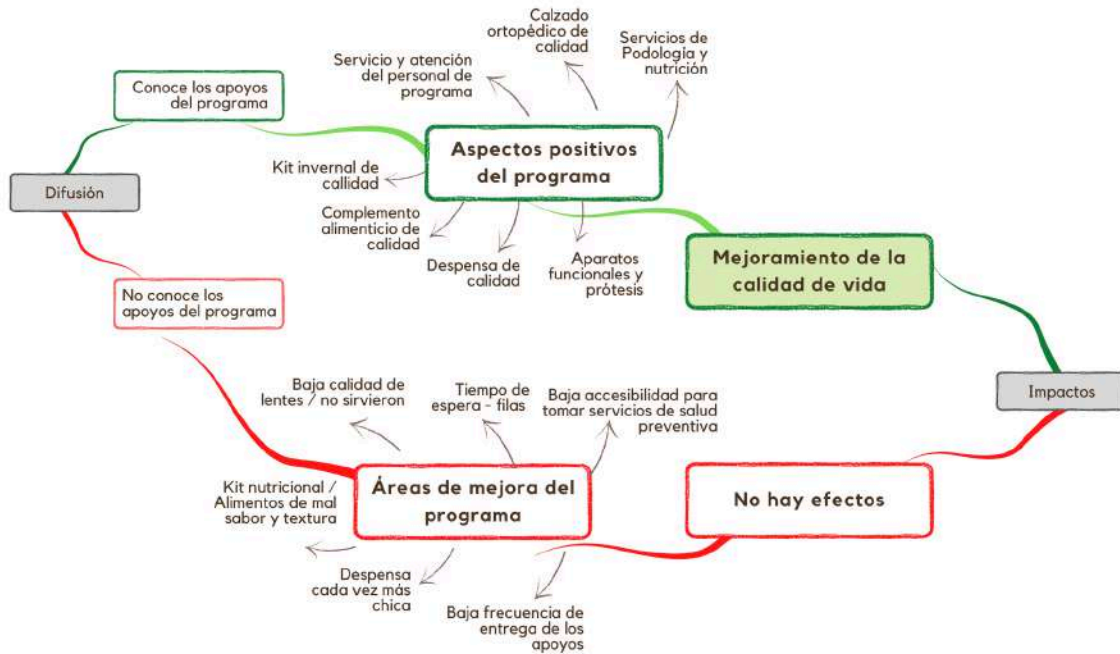 Calzado
ortopédico de
calidad
Servicios de
Podología y
nutrición
Servicio y atención
del personal de
programa
Conoce los apoyos
del programa
Aspectos positivos
del programa
Kit invernal de
callidad
Difusión
Complemento
alimenticio de
calidad
Despensa de
calidad
Aparatos
funcionales y
prótesis
Mejoramiento de la
calidad de vida
No conoce los
apoyos del programa
Impactos
Baja calidad de
lentes / no sirvieron
Tiempo de
espera - filas
Baja accesibilidad para
tomar servicios de salud
preventiva
Kit nutricional /
Alimentos de mal
sabor y textura
Áreas de mejora del
programa
No hay efectos
Despensa
cada vez más
chica
Baja frecuencia de
entrega de los
apoyos